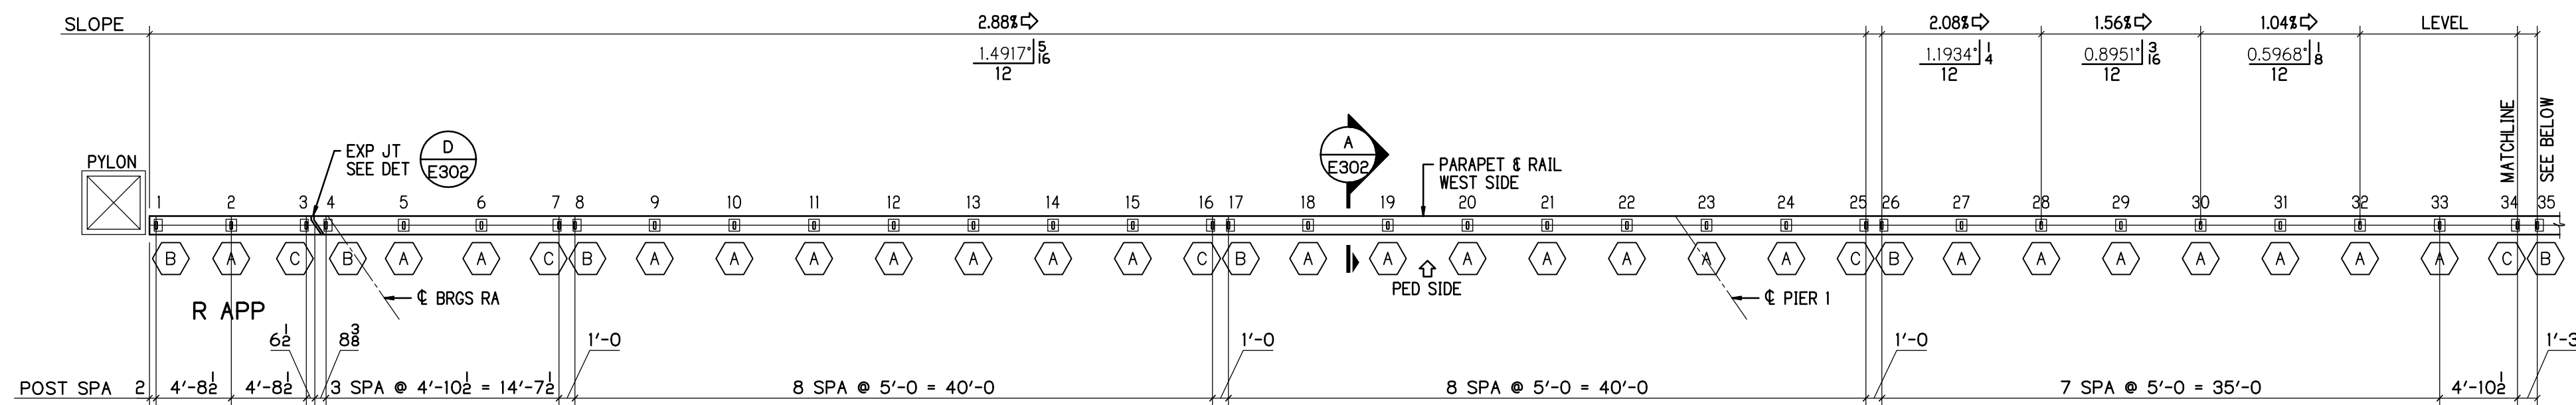 SLOPE 2.88% 2.08% 1.56% 1.04% LEVEL
1.4917° 5/16 1.1934° 1/4 0.8951° 3/16 0.5968° 1/8
12 12 12 12
MATCHLINE
SEE BELOW
PYLON
EXP JT
SEE DET
D
E302
A
E302
PARAPET ℄ RAIL
WEST SIDE
1 2 3 4 5 6 7 8 9 10 11 12 13 14 15 16 17 18 19 20 21 22 23 24 25 26 27 28 29 30 31 32 33 34 35
B A C B A A C B A A A A A A A C B A A A A A A A C B A A A A A A A C B
R APP
℄ BRGS RA
PED SIDE
℄ PIER 1
6 1/2 8 3/8 1'-0 1'-0 1'-0 1'-3
POST SPA 2 4'-8 1/2 4'-8 1/2 3 SPA @ 4'-10 1/2 = 14'-7 1/2 8 SPA @ 5'-0 = 40'-0 8 SPA @ 5'-0 = 40'-0 7 SPA @ 5'-0 = 35'-0 4'-10 1/2